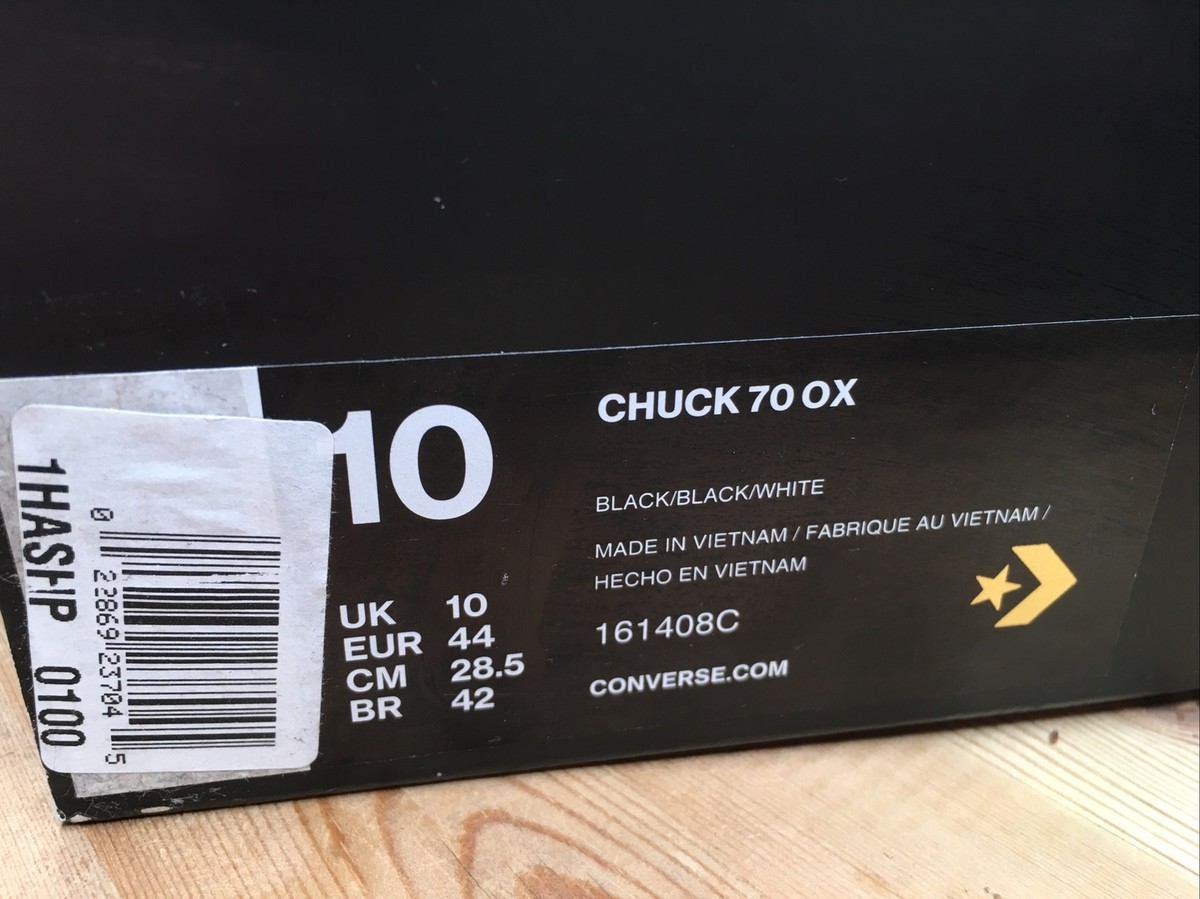 1HASHP 0100
0 22869 23704 5
10
UK 10
EUR 44
CM 28.5
BR 42
CHUCK 70 OX
BLACK/BLACK/WHITE
MADE IN VIETNAM / FABRIQUE AU VIETNAM /
HECHO EN VIETNAM
161408C
CONVERSE.COM